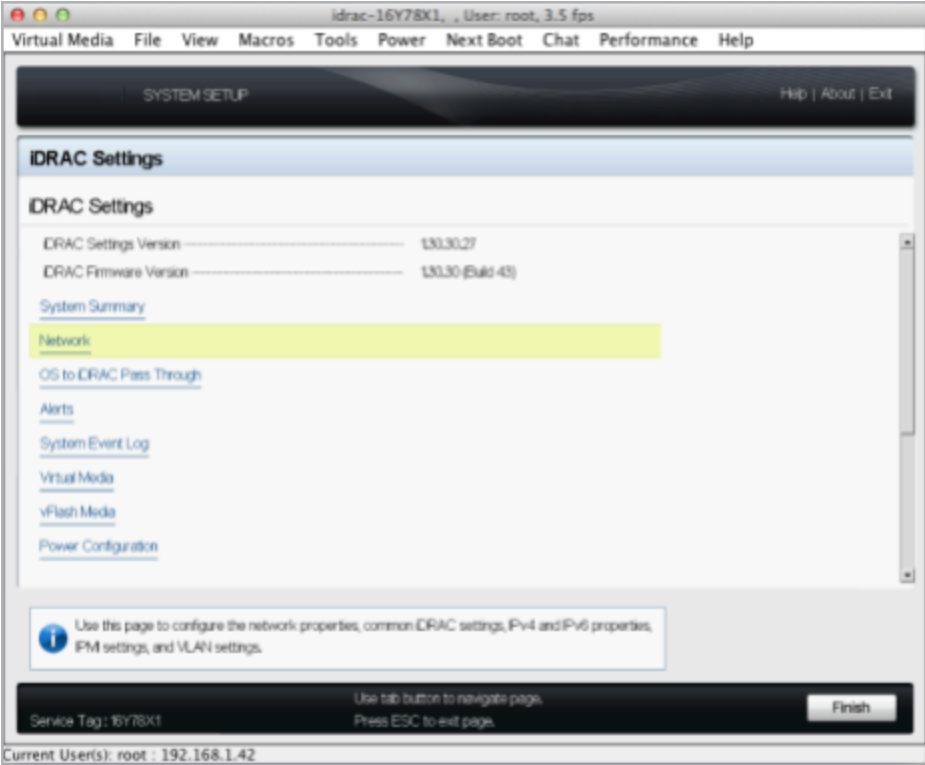 idrac-16Y78X1, , User: root, 3.5 fps
Virtual Media File View Macros Tools Power Next Boot Chat Performance Help
SYSTEM SETUP
Help | About | Exit
iDRAC Settings
iDRAC Settings
iDRAC Settings Version 1.30.30.27
iDRAC Firmware Version 1.30.30 (Build 43)
System Summary
Network
OS to iDRAC Pass Through
Alerts
System Event Log
Virtual Media
vFlash Media
Power Configuration
Use this page to configure the network properties, common iDRAC settings, IPv4 and IPv6 properties,
IPMI settings, and VLAN settings.
Use tab button to navigate page.
Service Tag : 16Y78X1
Press ESC to exit page.
Finish
Current User(s): root : 192.168.1.42